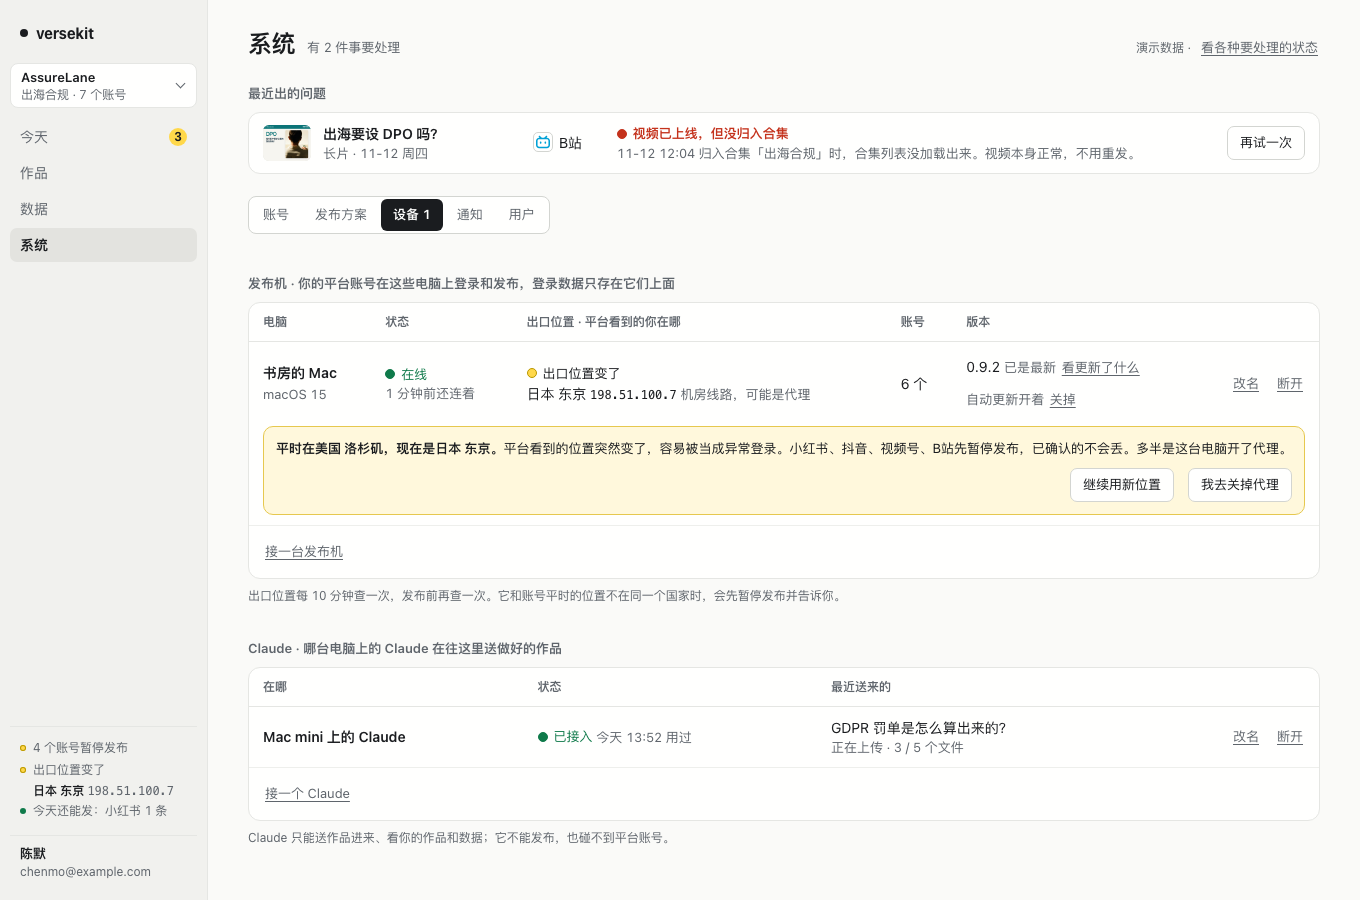 versekit
AssureLane
出海合规 · 7 个账号
今天 3
作品
数据
系统
4 个账号暂停发布
出口位置变了
日本 东京 198.51.100.7
今天还能发：小红书 1 条
陈默
chenmo@example.com
系统 有 2 件事要处理
演示数据 · 看各种要处理的状态
最近出的问题
DPO
出海要设 DPO 吗?
长片 · 11-12 周四
B站
视频已上线，但没归入合集
11-12 12:04 归入合集「出海合规」时，合集列表没加载出来。视频本身正常，不用重发。
再试一次
账号 发布方案 设备 1 通知 用户
发布机 · 你的平台账号在这些电脑上登录和发布，登录数据只存在它们上面
电脑 状态 出口位置 · 平台看到的你在哪 账号 版本
书房的 Mac
macOS 15
在线
1 分钟前还连着
出口位置变了
日本 东京 198.51.100.7 机房线路，可能是代理
6 个
0.9.2 已是最新 看更新了什么
自动更新开着 关掉
改名 断开
平时在美国 洛杉矶，现在是日本 东京。平台看到的位置突然变了，容易被当成异常登录。小红书、抖音、视频号、B站先暂停发布，已确认的不会丢。多半是这台电脑开了代理。
继续用新位置 我去关掉代理
接一台发布机
出口位置每 10 分钟查一次，发布前再查一次。它和账号平时的位置不在同一个国家时，会先暂停发布并告诉你。
Claude · 哪台电脑上的 Claude 在往这里送做好的作品
在哪 状态 最近送来的
Mac mini 上的 Claude
已接入 今天 13:52 用过
GDPR 罚单是怎么算出来的?
正在上传 · 3 / 5 个文件
改名 断开
接一个 Claude
Claude 只能送作品进来、看你的作品和数据；它不能发布，也碰不到平台账号。